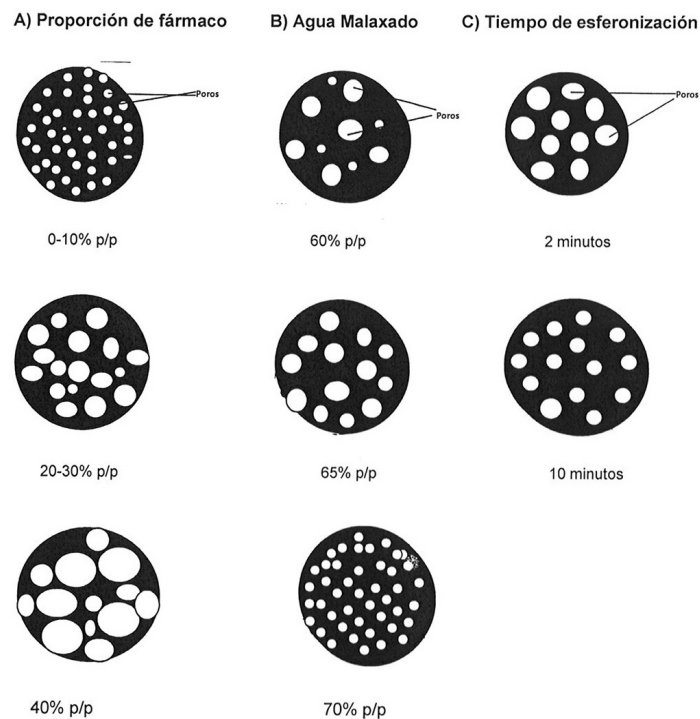 A) Proporción de fármaco
B) Agua Malaxado
C) Tiempo de esferonización
Poros
Poros
Poros
0-10% p/p
60% p/p
2 minutos
20-30% p/p
65% p/p
10 minutos
40% p/p
70% p/p